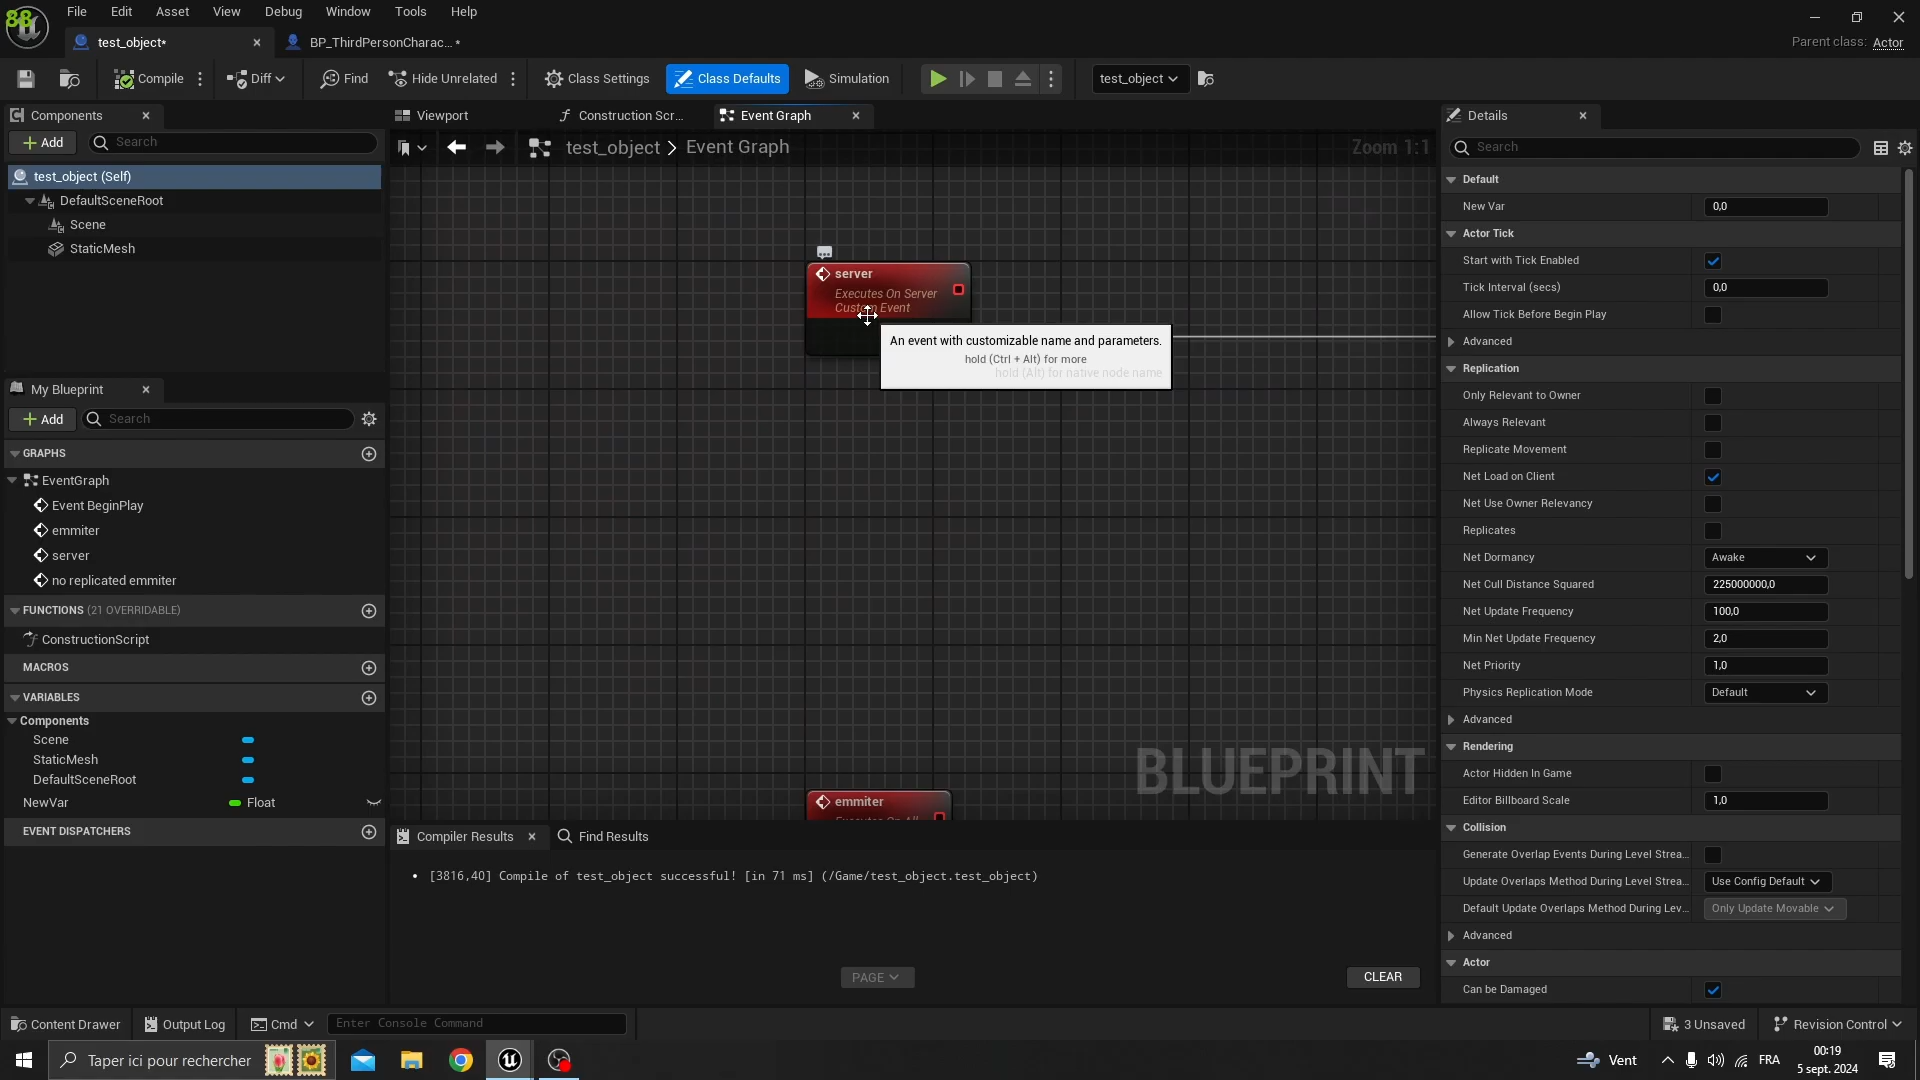 88
File Edit Asset View Debug Window Tools Help
test_object*
BP_ThirdPersonCharac... *
Parent class: Actor
Compile
Diff
Find
Hide Unrelated
Class Settings
Class Defaults
Simulation
test_object
Components
Add
Search
test_object (Self)
DefaultSceneRoot
Scene
StaticMesh
My Blueprint
Add
Search
GRAPHS
EventGraph
Event BeginPlay
emmiter
server
no replicated emmiter
FUNCTIONS (21 OVERRIDABLE)
ConstructionScript
MACROS
VARIABLES
Components
Scene
StaticMesh
DefaultSceneRoot
NewVar Float
EVENT DISPATCHERS
Viewport
Construction Scr...
Event Graph
test_object > Event Graph
Zoom 1:1
server
Executes On Server
Custom Event
An event with customizable name and parameters.
hold (Ctrl + Alt) for more
hold (Alt) for native node name
BLUEPRINT
emmiter
Executes On All
Compiler Results
Find Results
• [3816,40] Compile of test_object successful! [in 71 ms] (/Game/test_object.test_object)
PAGE
CLEAR
Details
Search
Default
New Var 0,0
Actor Tick
Start with Tick Enabled
Tick Interval (secs) 0,0
Allow Tick Before Begin Play
Advanced
Replication
Only Relevant to Owner
Always Relevant
Replicate Movement
Net Load on Client
Net Use Owner Relevancy
Replicates
Net Dormancy Awake
Net Cull Distance Squared 225000000,0
Net Update Frequency 100,0
Min Net Update Frequency 2,0
Net Priority 1,0
Physics Replication Mode Default
Advanced
Rendering
Actor Hidden In Game
Editor Billboard Scale 1,0
Collision
Generate Overlap Events During Level Strea...
Update Overlaps Method During Level Strea... Use Config Default
Default Update Overlaps Method During Lev... Only Update Movable
Advanced
Actor
Can be Damaged
Content Drawer
Output Log
Cmd
Enter Console Command
3 Unsaved
Revision Control
Taper ici pour rechercher
Vent
FRA
00:19
5 sept. 2024